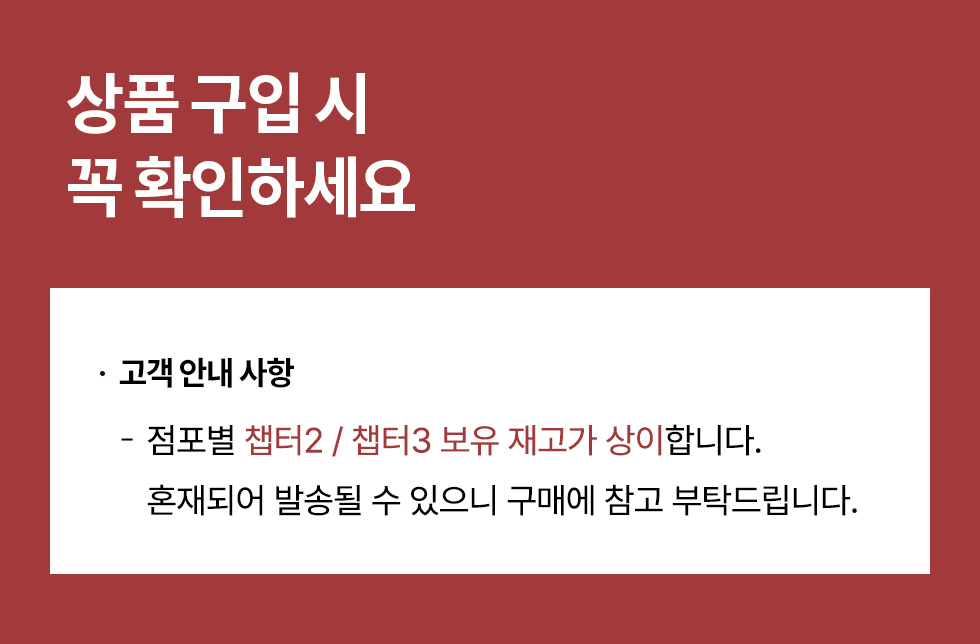 상품 구입 시
꼭 확인하세요
· 고객 안내 사항
- 점포별 챕터2 / 챕터3 보유 재고가 상이합니다.
혼재되어 발송될 수 있으니 구매에 참고 부탁드립니다.